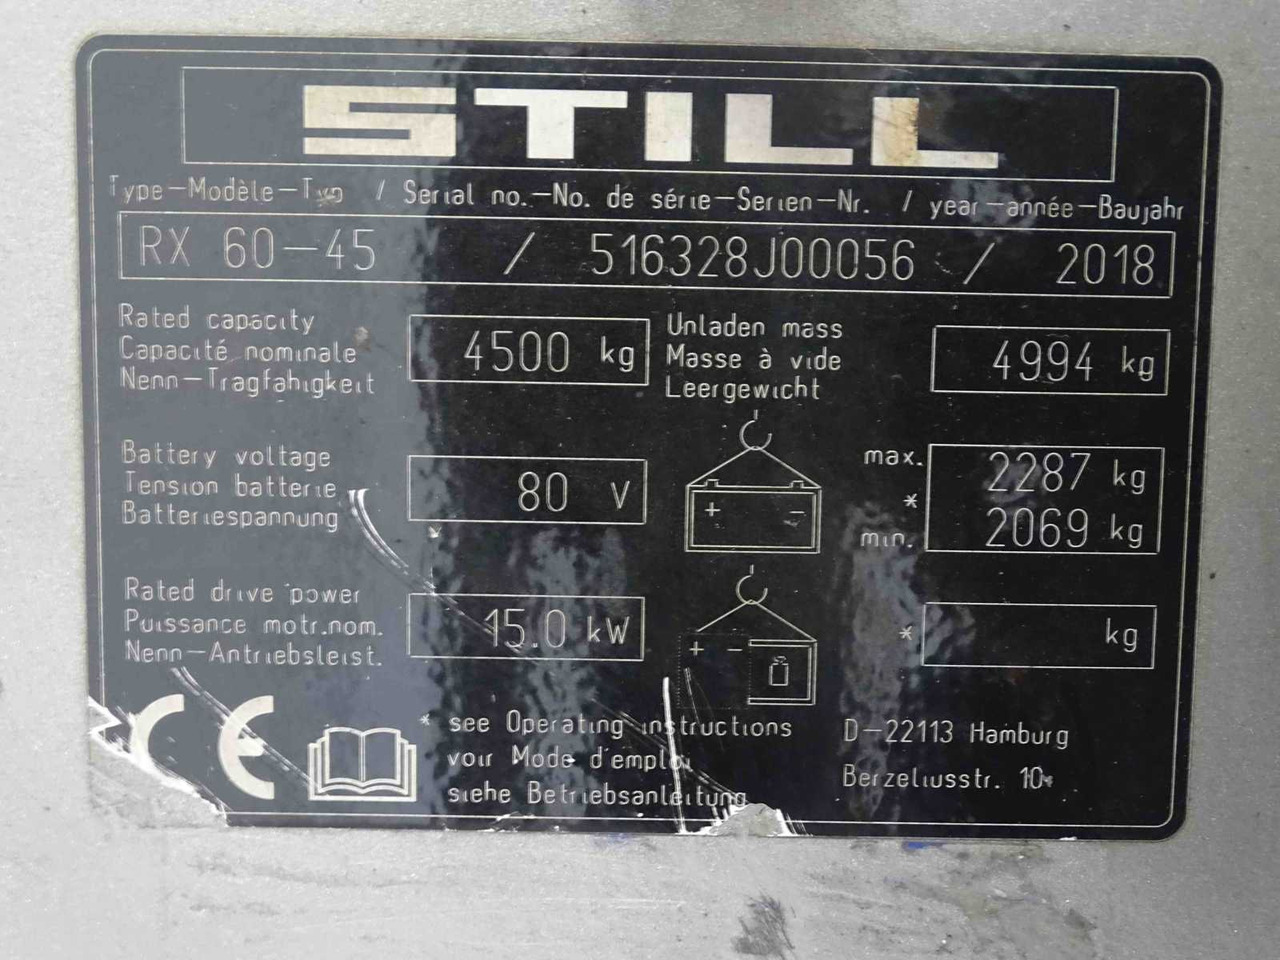 STILL
Type-Modèle-Typ / Serial no.-No. de série-Serien-Nr. / year-année-Baujahr
RX 60-45 / 516328J00056 / 2018
Rated capacity
Capacité nominale
Nenn-Tragfähigkeit
4500 kg
Unladen mass
Masse à vide
Leergewicht
4994 kg
Battery voltage
Tension batterie
Batteriespannung
80 V
+ -
max. 2287 kg
*
min. 2069 kg
Rated drive power
Puissance motr.nom.
Nenn-Antriebsleist.
15.0 kW
+ -
* kg
CE
* see Operating instructions
voir Mode d'emploi
siehe Betriebsanleitung
D-22113 Hamburg
Berzeliusstr. 10